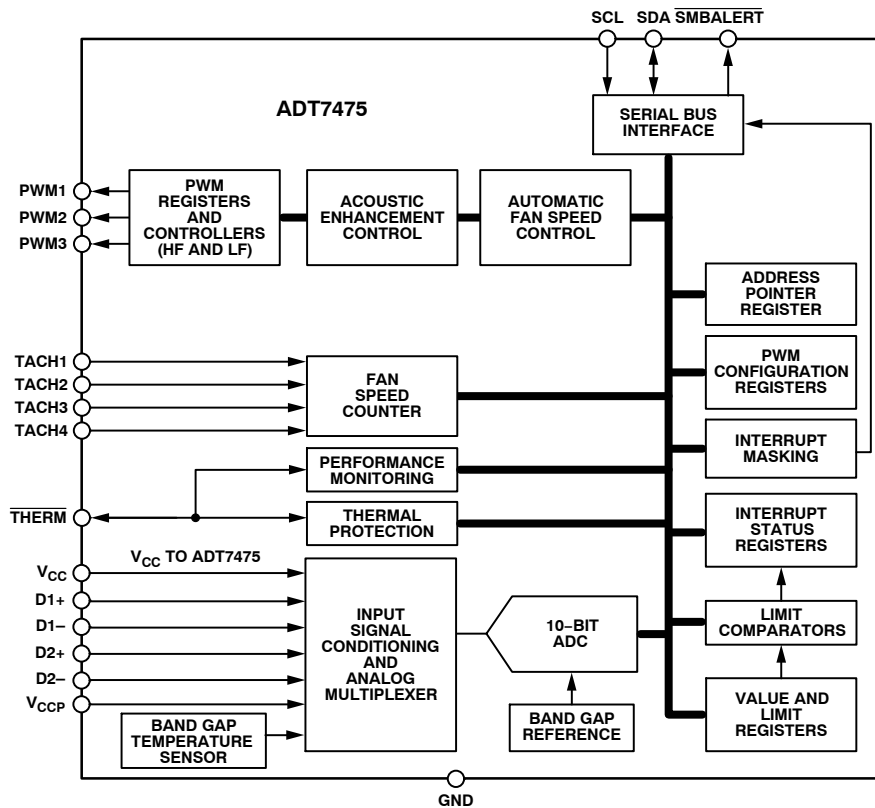 SCL SDA SMBALERT
ADT7475
SERIAL BUS
INTERFACE
PWM1
PWM2
PWM3
PWM
REGISTERS
AND
CONTROLLERS
(HF AND LF)
ACOUSTIC
ENHANCEMENT
CONTROL
AUTOMATIC
FAN SPEED
CONTROL
ADDRESS
POINTER
REGISTER
TACH1
TACH2
TACH3
TACH4
FAN
SPEED
COUNTER
PWM
CONFIGURATION
REGISTERS
PERFORMANCE
MONITORING
INTERRUPT
MASKING
THERM
THERMAL
PROTECTION
INTERRUPT
STATUS
REGISTERS
VCC TO ADT7475
VCC
D1+
D1−
D2+
D2−
VCCP
INPUT
SIGNAL
CONDITIONING
AND
ANALOG
MULTIPLEXER
10−BIT
ADC
LIMIT
COMPARATORS
BAND GAP
TEMPERATURE
SENSOR
BAND GAP
REFERENCE
VALUE AND
LIMIT
REGISTERS
GND